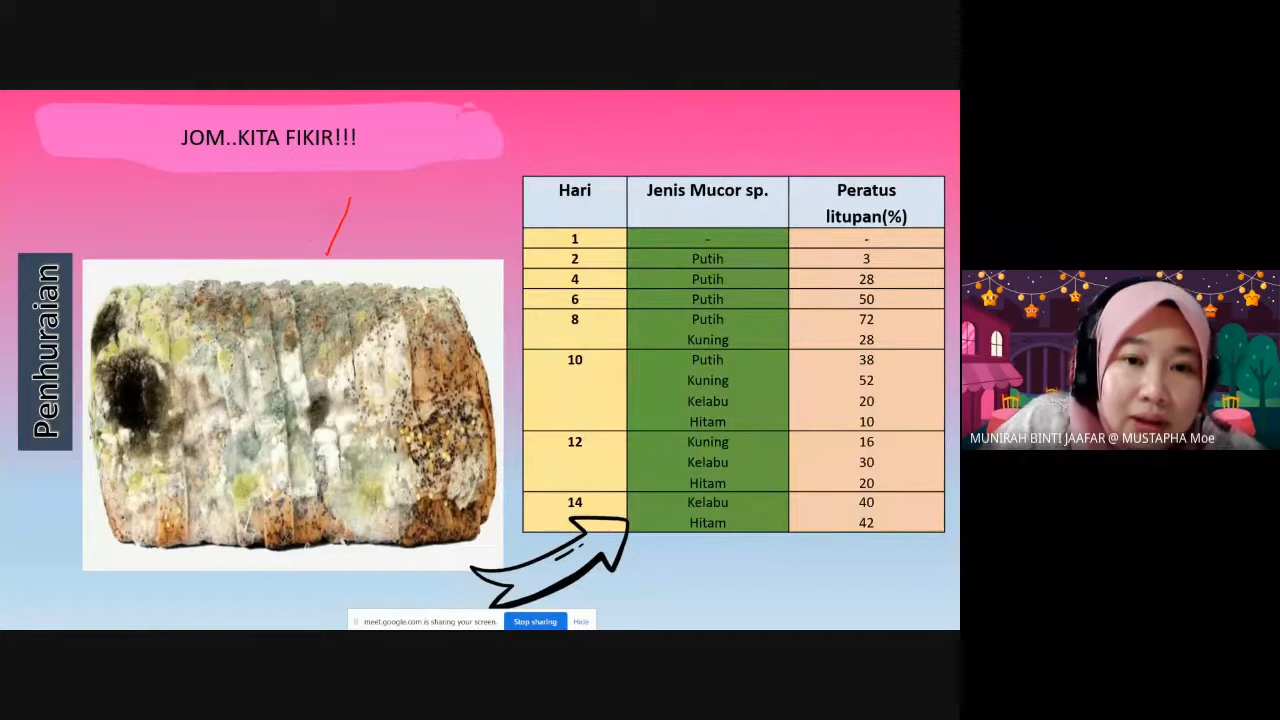 JOM..KITA FIKIR!!!
Penhuraian
Hari Jenis Mucor sp. Peratus
litupan(%)
1 - -
2 Putih 3
4 Putih 28
6 Putih 50
8 Putih 72
Kuning 28
10 Putih 38
Kuning 52
Kelabu 20
Hitam 10
12 Kuning 16
Kelabu 30
Hitam 20
14 Kelabu 40
Hitam 42
meet.google.com is sharing your screen. Stop sharing Hide
MUNIRAH BINTI JAAFAR @ MUSTAPHA Moe